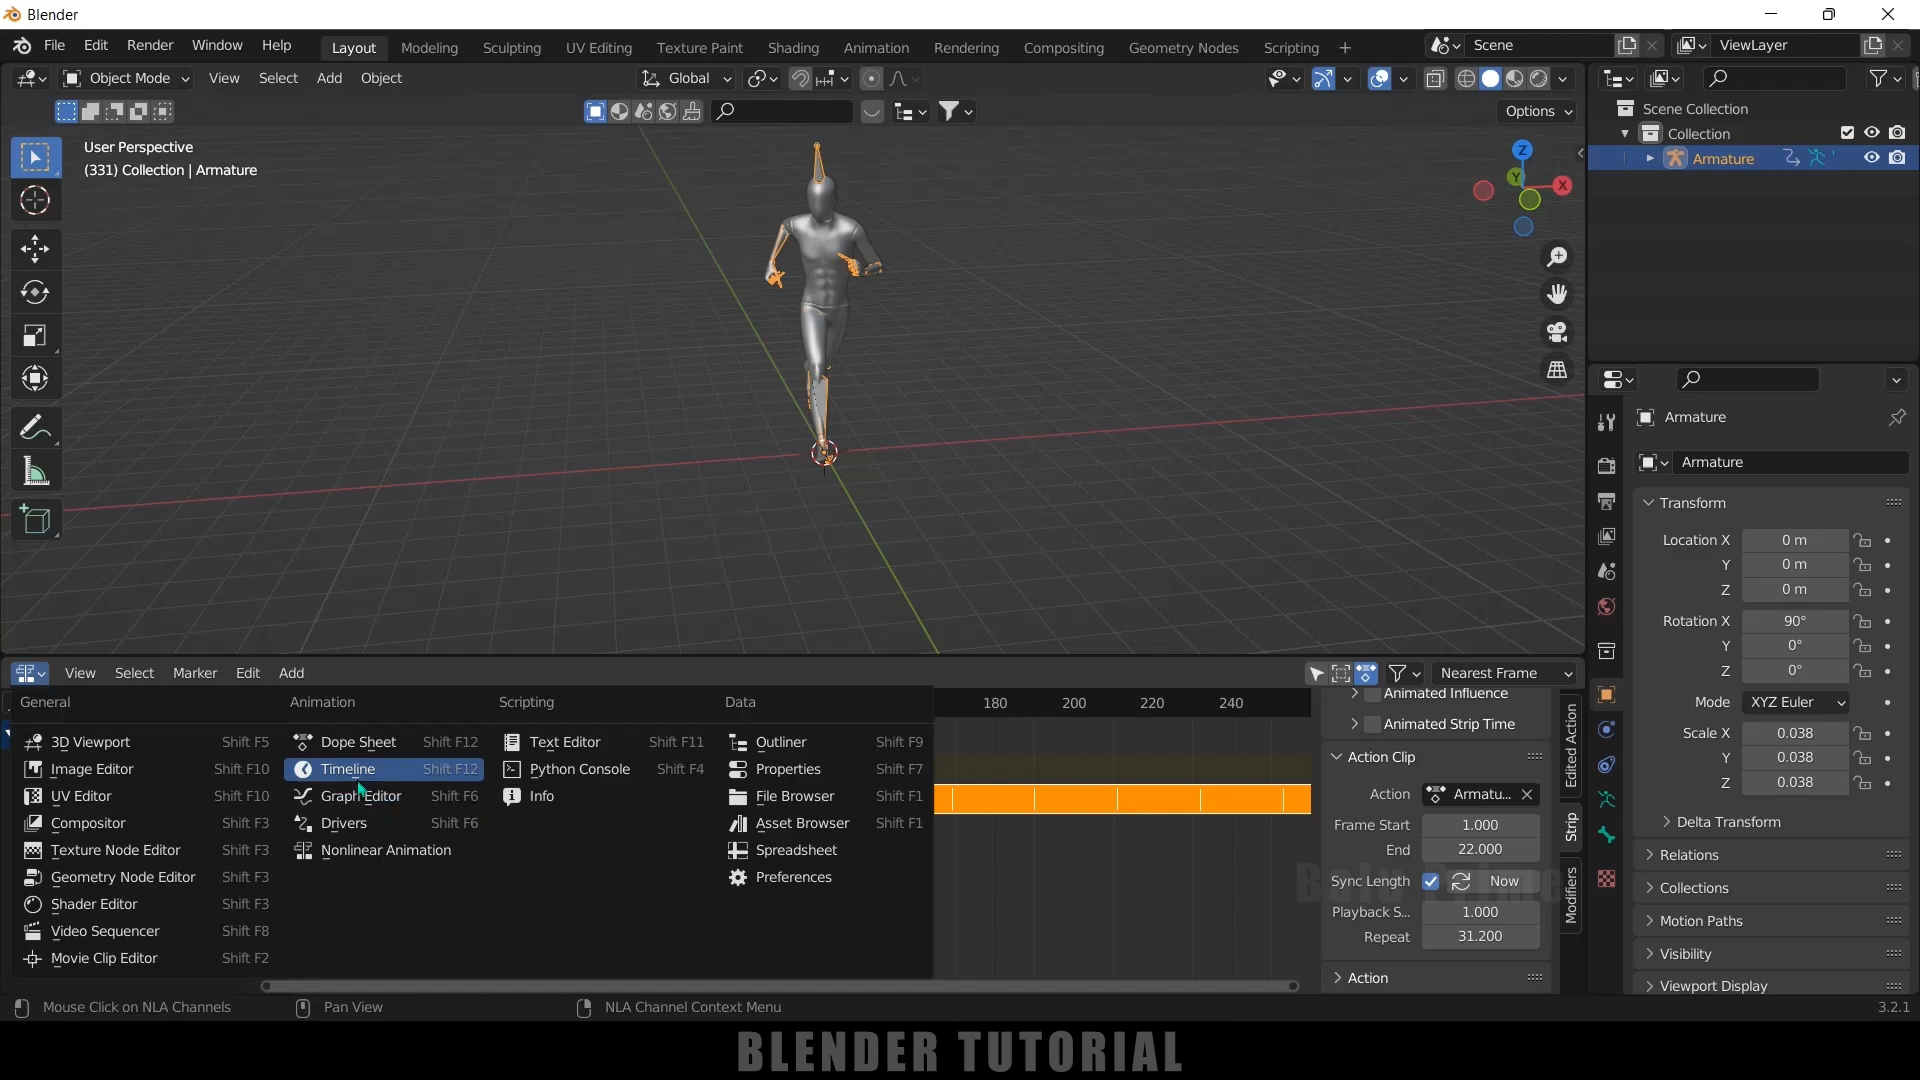 Blender
File Edit Render Window Help Layout Modeling Sculpting UV Editing Texture Paint Shading Animation Rendering Compositing Geometry Nodes Scripting + Scene ViewLayer
Object Mode View Select Add Object Global
Options
User Perspective
(331) Collection | Armature
Z
Y
X
Scene Collection
Collection
Armature
Armature
Armature
Transform
Location X 0 m
Y 0 m
Z 0 m
Rotation X 90°
Y 0°
Z 0°
Mode XYZ Euler
Scale X 0.038
Y 0.038
Z 0.038
Delta Transform
Relations
Collections
Motion Paths
Visibility
Viewport Display
View Select Marker Edit Add Nearest Frame
General Animation Scripting Data
3D Viewport Shift F5 Dope Sheet Shift F12 Text Editor Shift F11 Outliner Shift F9
Image Editor Shift F10 Timeline Shift F12 Python Console Shift F4 Properties Shift F7
UV Editor Shift F10 Graph Editor Shift F6 Info File Browser Shift F1
Compositor Shift F3 Drivers Shift F6 Asset Browser Shift F1
Texture Node Editor Shift F3 Nonlinear Animation Spreadsheet
Geometry Node Editor Shift F3 Preferences
Shader Editor Shift F3
Video Sequencer Shift F8
Movie Clip Editor Shift F2
180 200 220 240
Animated Influence
Animated Strip Time
Action Clip
Action Armatu...
Frame Start 1.000
End 22.000
Sync Length Now
Playback S... 1.000
Repeat 31.200
Action
Edited Action
Strip
Modifiers
Mouse Click on NLA Channels Pan View NLA Channel Context Menu 3.2.1
BLENDER TUTORIAL